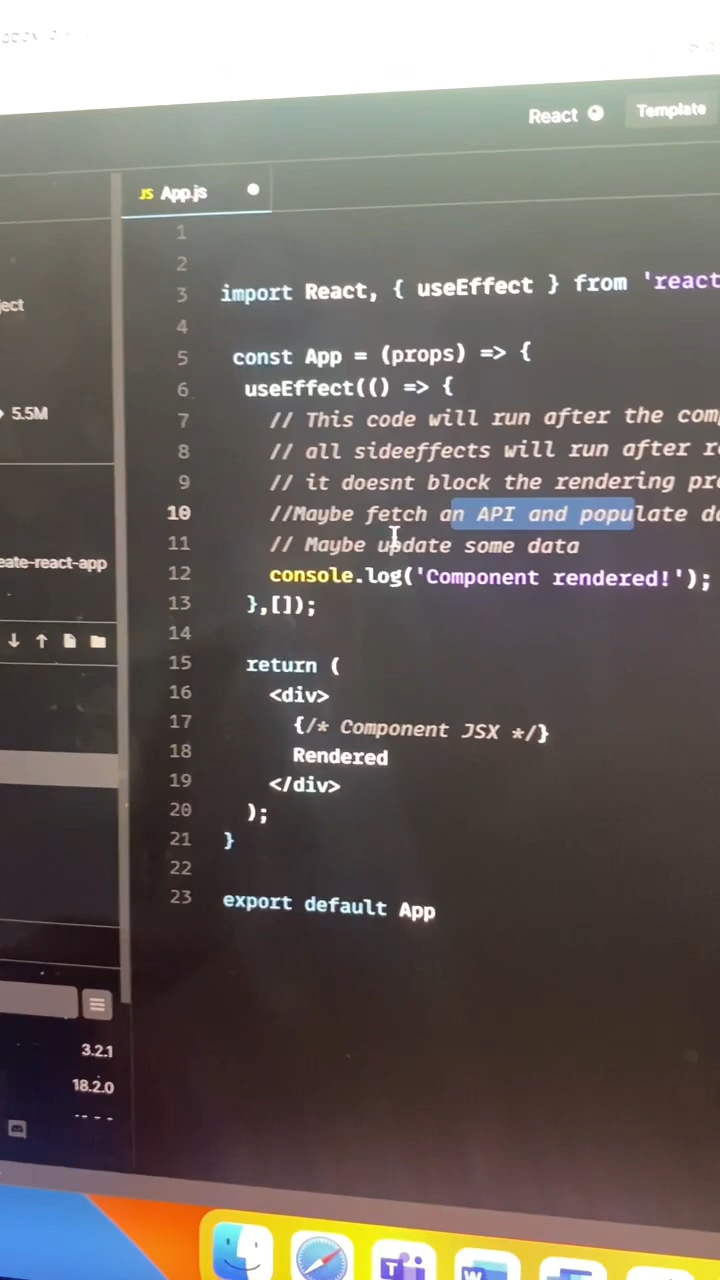 React
Template
JS App.js
ject
5.5M
eate-react-app
3.2.1
18.2.0
1
2
3 import React, { useEffect } from 'react
4
5 const App = (props) => {
6 useEffect(() => {
7 // This code will run after the com
8 // all sideeffects will run after r
9 // it doesnt block the rendering pr
10 //Maybe fetch an API and populate d
11 // Maybe update some data
12 console.log('Component rendered!');
13 },[]);
14
15 return (
16 <div>
17 {/* Component JSX */}
18 Rendered
19 </div>
20 );
21 }
22
23 export default App
T
W